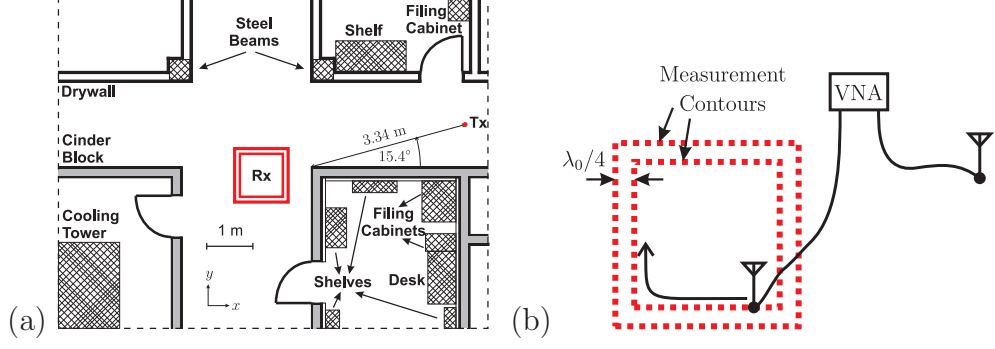 Steel
Beams
Shelf
Filing
Cabinet
Drywall
Tx
3.34 m
15.4°
Cinder
Block
Rx
Cooling
Tower
1 m
Filing
Cabinets
Shelves
Desk
y
x
(a)
Measurement
Contours
VNA
λ₀/4
(b)